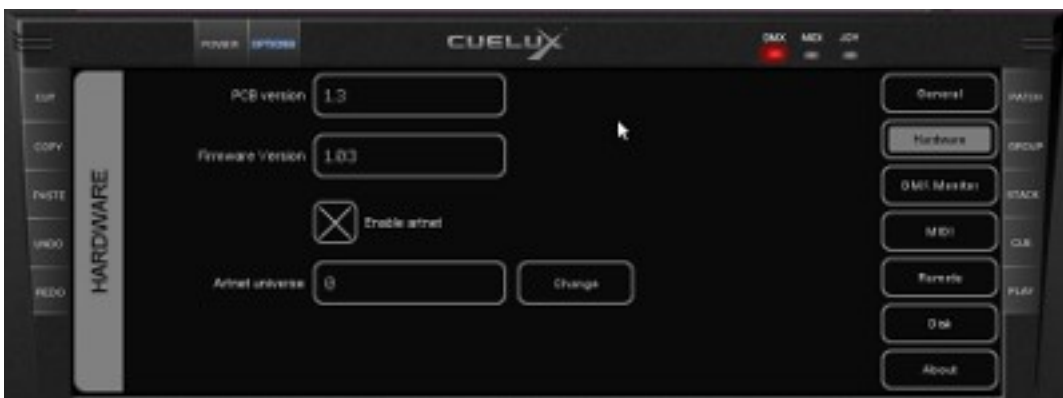 POWER OPTIONS CUELUX DMX MIDI JOY
CUT
COPY
PASTE
UNDO
REDO
HARDWARE
PCB version 1.3
Firmware Version 1.03
Enable artnet
Artnet universe 0 Change
General
Hardware
DMX Monitor
MIDI
Remote
Disk
About
PATCH
GROUP
STACK
CUE
PLAY